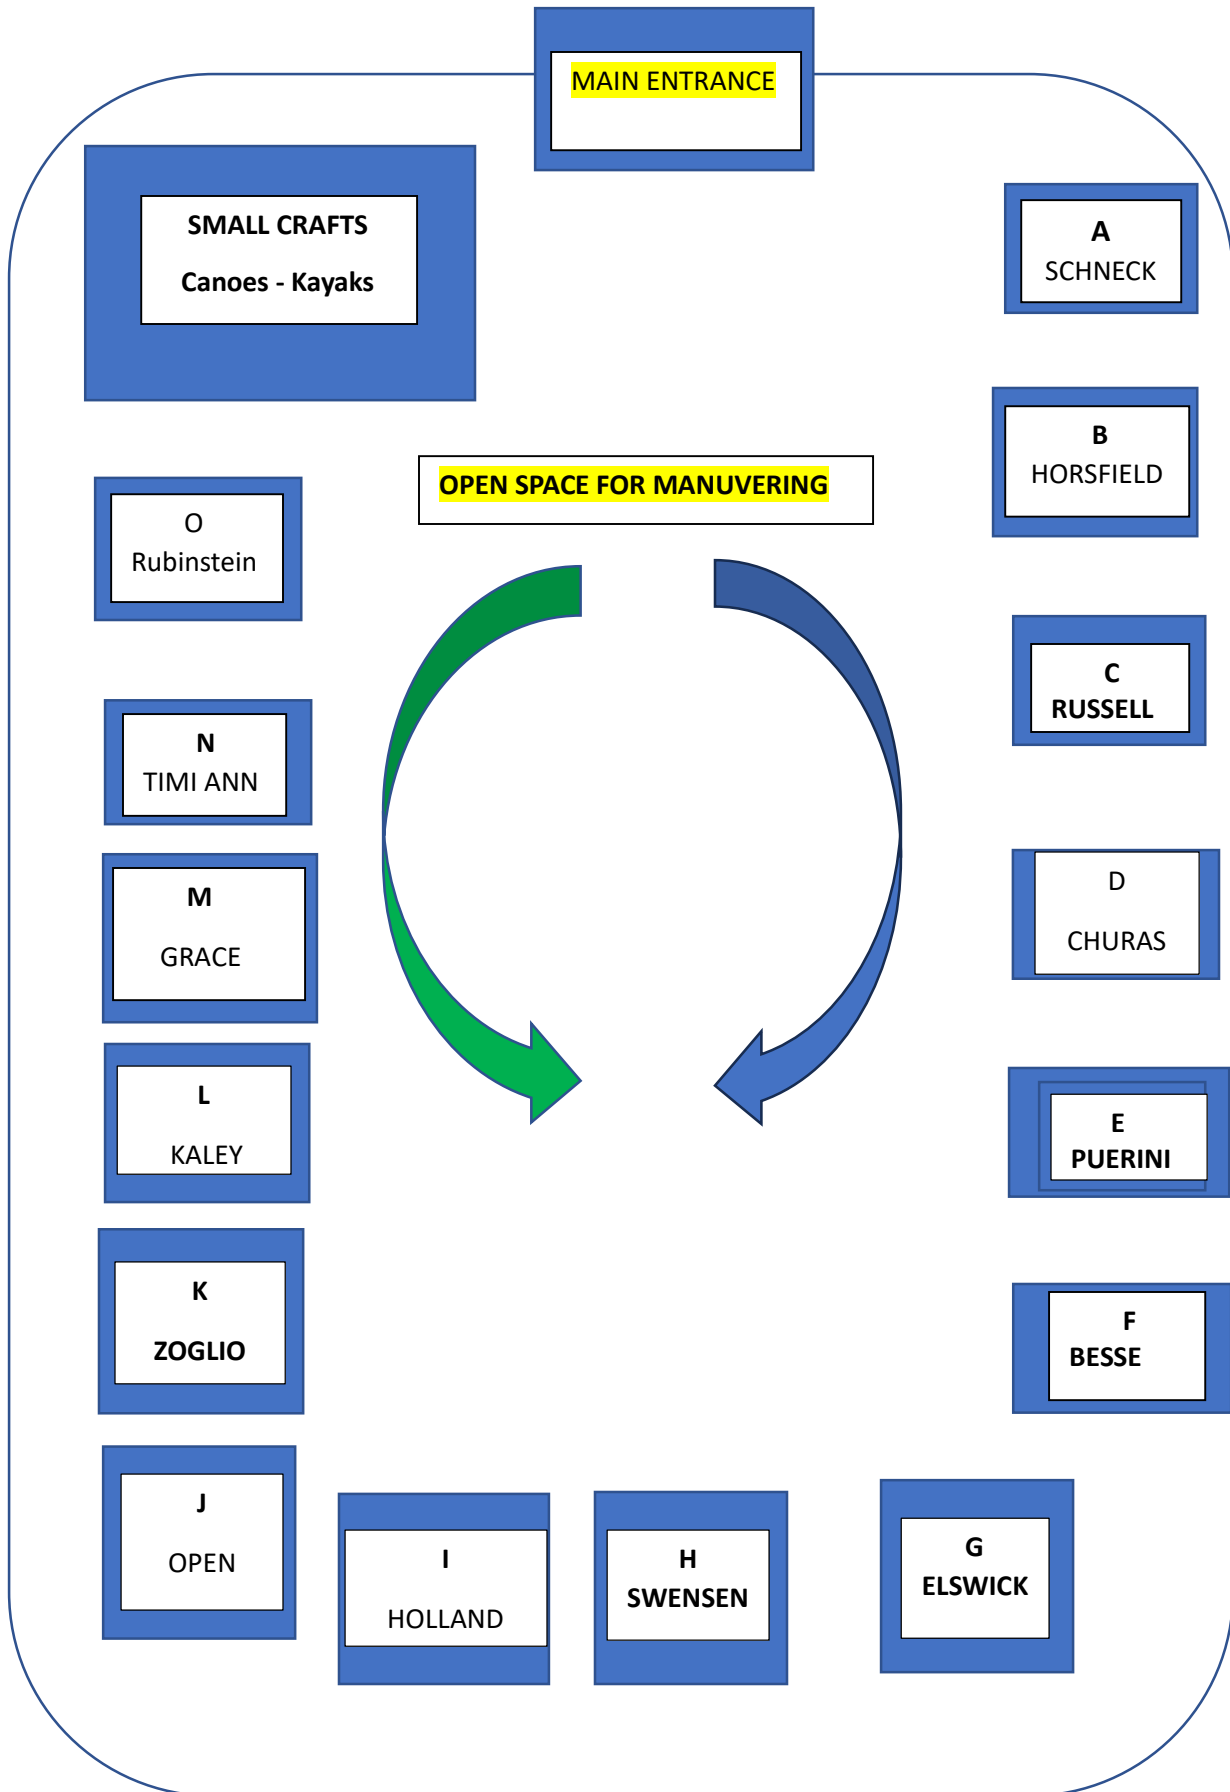 MAIN ENTRANCE
SMALL CRAFTS
Canoes - Kayaks
A
SCHNECK
B
HORSFIELD
OPEN SPACE FOR MANUVERING
O
Rubinstein
C
RUSSELL
N
TIMI ANN
D
CHURAS
M
GRACE
E
PUERINI
L
KALEY
F
BESSE
K
ZOGLIO
J
OPEN
I
HOLLAND
H
SWENSEN
G
ELSWICK